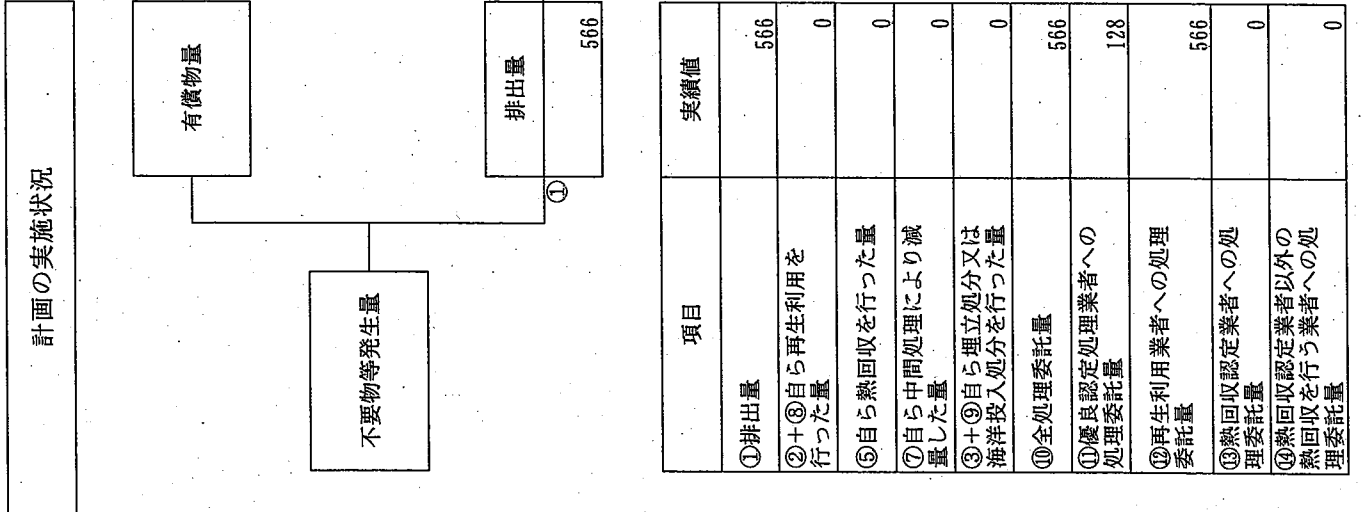 計画の実施状況
有償物量
不要物等発生量
排出量
①
566
項目
実績値
①排出量
566
②+⑧自ら再生利用を
行った量
0
⑤自ら熱回収を行った量
0
⑦自ら中間処理により減
量した量
0
③+⑨自ら埋立処分又は
海洋投入処分を行った量
0
⑩全処理委託量
566
⑪優良認定処理業者への
処理委託量
128
⑫再生利用業者への処理
委託量
566
⑬熱回収認定業者への処
理委託量
0
⑭熱回収認定業者以外の
熱回収を行う業者への処
理委託量
0